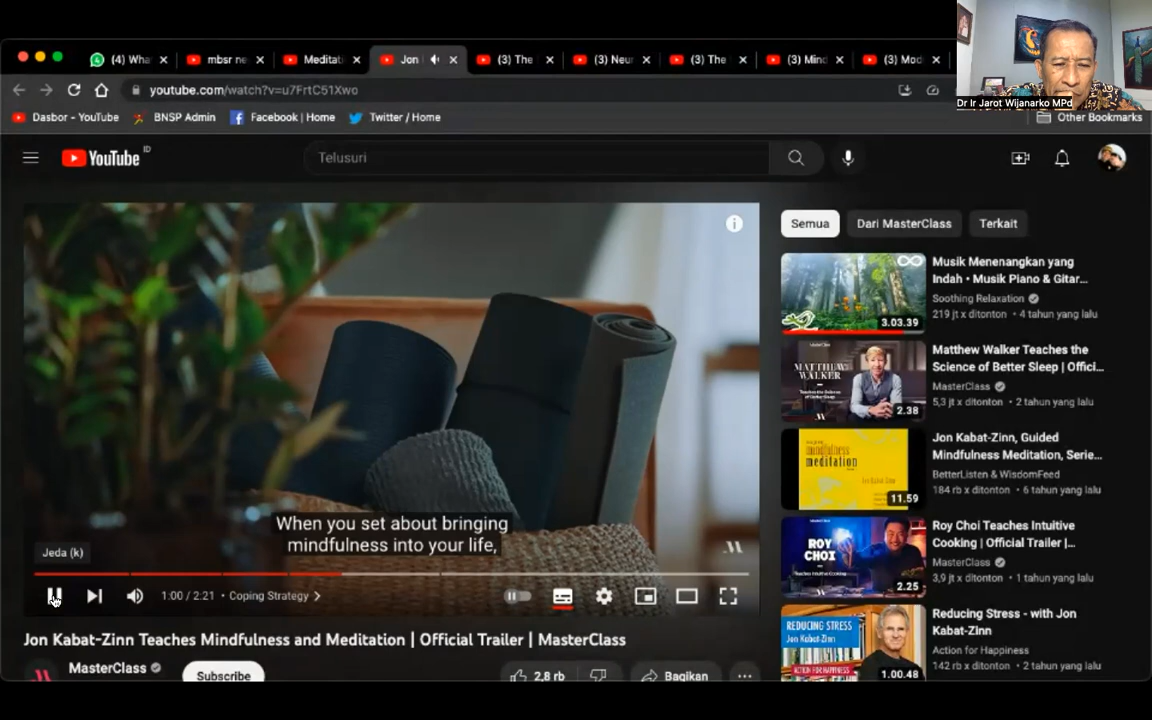 (4) Wha
mbsr ne
Meditat
Jon
(3) The
(3) Neu
(3) The
(3) Mind
(3) Mod
Dr Ir Jarot Wijanarko MPd
youtube.com/watch?v=u7FrtC51Xwo
Dasbor - YouTube
BNSP Admin
Facebook | Home
Twitter / Home
Other Bookmarks
YouTube ID
Telusuri
When you set about bringing
mindfulness into your life,
Jeda (k)
1:00 / 2:21 • Coping Strategy
Jon Kabat-Zinn Teaches Mindfulness and Meditation | Official Trailer | MasterClass
MasterClass
Subscribe
2,8 rb
Bagikan
Semua
Dari MasterClass
Terkait
3.03.39
Musik Menenangkan yang
Indah • Musik Piano & Gitar...
Soothing Relaxation
219 jt x ditonton • 4 tahun yang lalu
MATTHEW
WALKER
2.38
Matthew Walker Teaches the
Science of Better Sleep | Offici...
MasterClass
5,3 jt x ditonton • 2 tahun yang lalu
mindfulness
meditation
11.59
Jon Kabat-Zinn, Guided
Mindfulness Meditation, Serie...
BetterListen & WisdomFeed
184 rb x ditonton • 6 tahun yang lalu
ROY
CHOI
2.25
Roy Choi Teaches Intuitive
Cooking | Official Trailer |...
MasterClass
3,9 jt x ditonton • 1 tahun yang lalu
REDUCING STRESS
Jon Kabat-Zinn
ACTION FOR HAPPINESS
1.00.48
Reducing Stress - with Jon
Kabat-Zinn
Action for Happiness
142 rb x ditonton • 2 tahun yang lalu